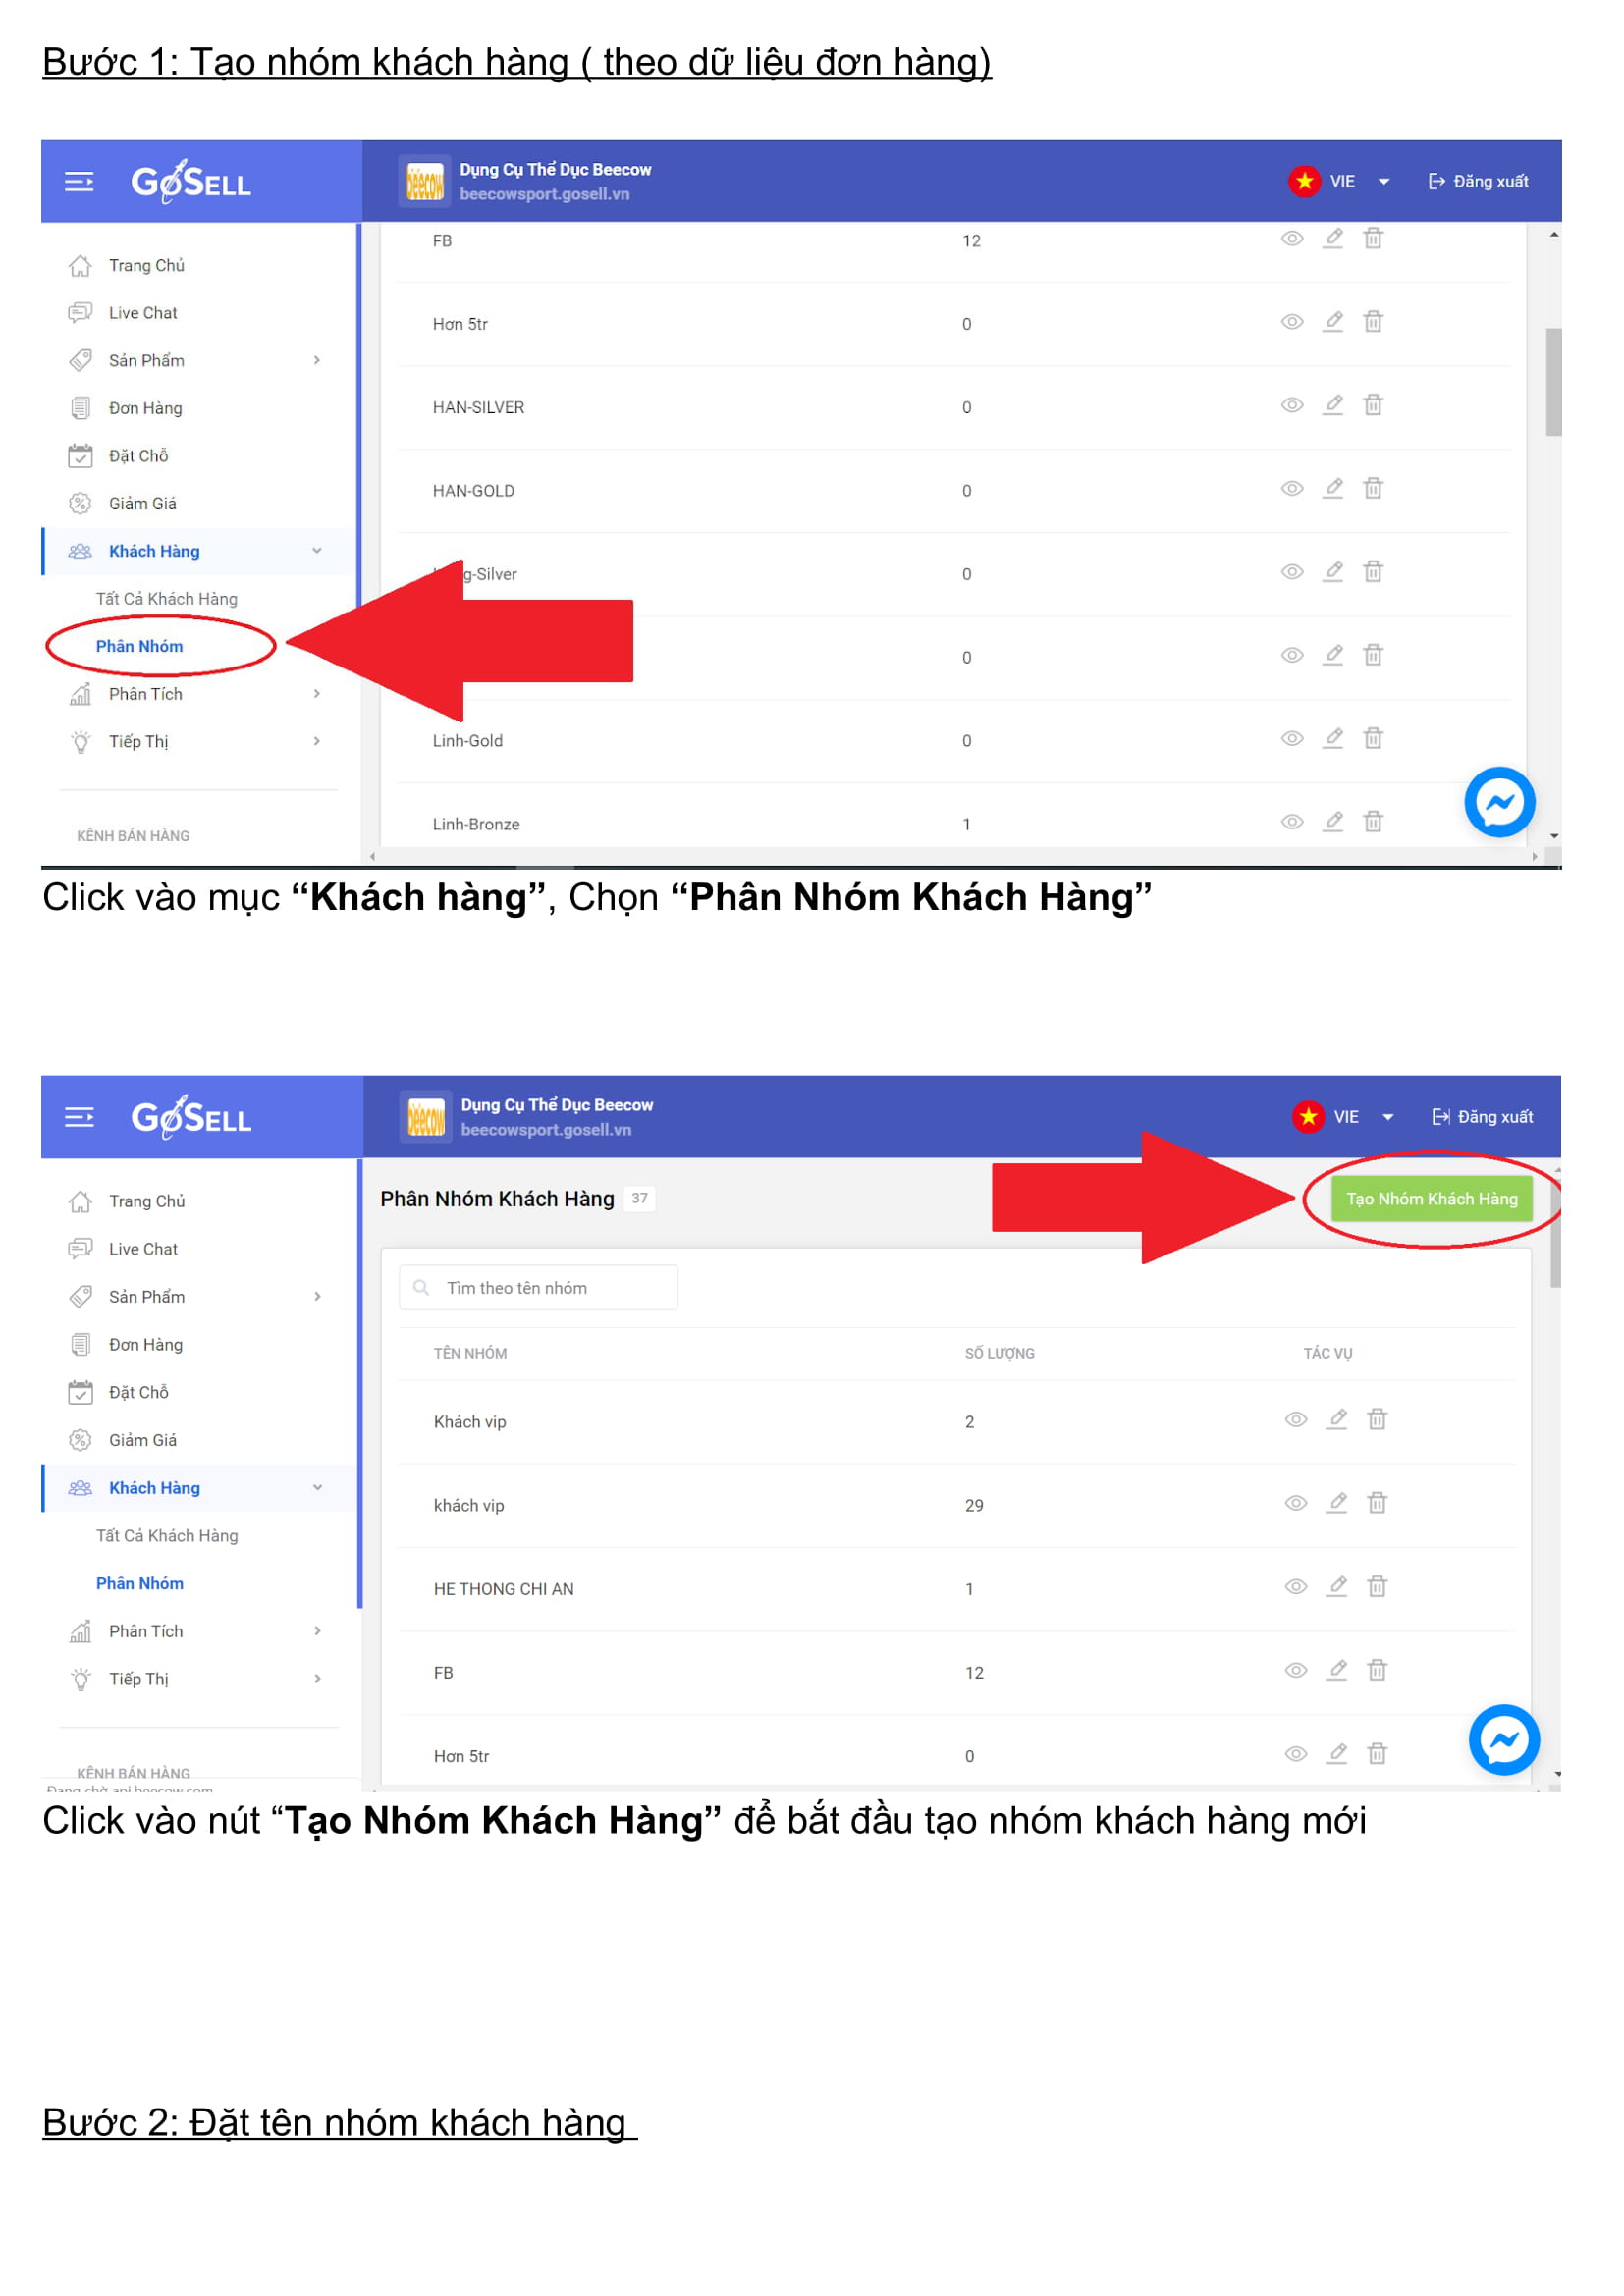 Bước 1: Tạo nhóm khách hàng ( theo dữ liệu đơn hàng)
GoSELL
Dụng Cụ Thể Dục Beecow
beecow
beecowsport.gosell.vn
VIE
Đăng xuất
Trang Chủ
Live Chat
Sản Phẩm
Đơn Hàng
Đặt Chỗ
Giảm Giá
Khách Hàng
Tất Cả Khách Hàng
Phân Nhóm
Phân Tích
Tiếp Thị
KÊNH BÁN HÀNG
FB 12
Hơn 5tr 0
HAN-SILVER 0
HAN-GOLD 0
g-Silver 0
0
Linh-Gold 0
Linh-Bronze 1
Click vào mục “Khách hàng”, Chọn “Phân Nhóm Khách Hàng”
GoSELL
Dụng Cụ Thể Dục Beecow
beecow
beecowsport.gosell.vn
VIE
Đăng xuất
Trang Chủ
Live Chat
Sản Phẩm
Đơn Hàng
Đặt Chỗ
Giảm Giá
Khách Hàng
Tất Cả Khách Hàng
Phân Nhóm
Phân Tích
Tiếp Thị
KÊNH BÁN HÀNG
Đang chờ api.beecow.com
Phân Nhóm Khách Hàng 37
Tạo Nhóm Khách Hàng
Tìm theo tên nhóm
TÊN NHÓM SỐ LƯỢNG TÁC VỤ
Khách vip 2
khách vip 29
HE THONG CHI AN 1
FB 12
Hơn 5tr 0
Click vào nút “Tạo Nhóm Khách Hàng” để bắt đầu tạo nhóm khách hàng mới
Bước 2: Đặt tên nhóm khách hàng